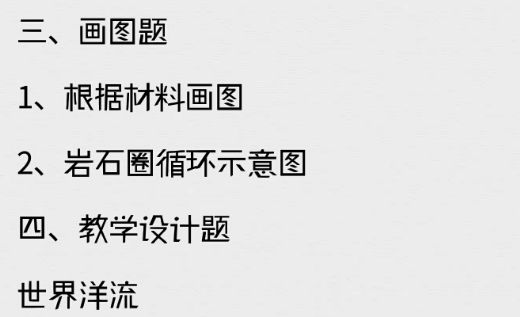 三、画图题
1、根据材料画图
2、岩石圈循环示意图
四、教学设计题
世界洋流